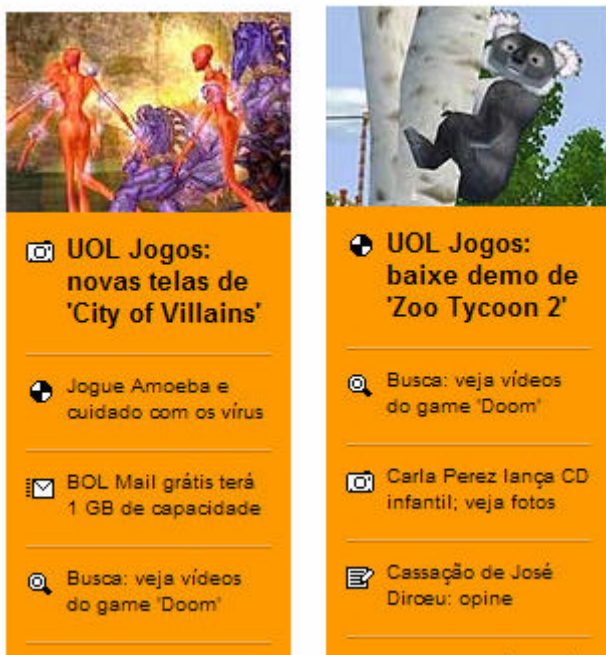 UOL Jogos:
novas telas de
'City of Villains'
Jogue Amoeba e
cuidado com os vírus
BOL Mail grátis terá
1 GB de capacidade
Busca: veja vídeos
do game 'Doom'
UOL Jogos:
baixe demo de
'Zoo Tycoon 2'
Busca: veja vídeos
do game 'Doom'
Carla Perez lança CD
infantil; veja fotos
Cassação de José
Dirceu: opine